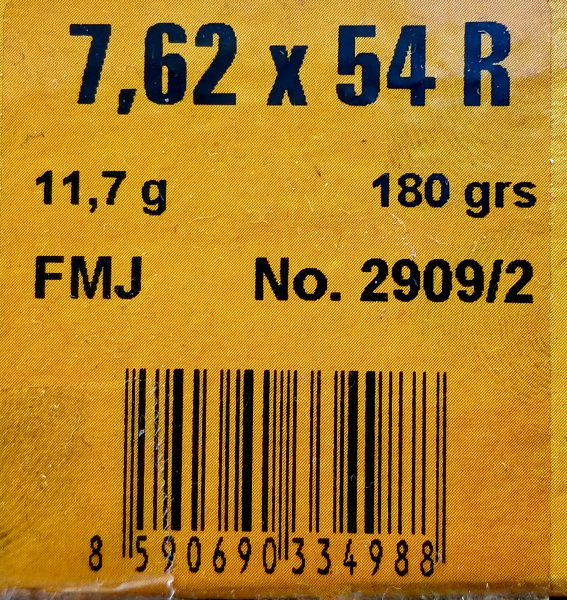 7,62 x 54 R
11,7 g 180 grs
FMJ No. 2909/2
8 590690 334988